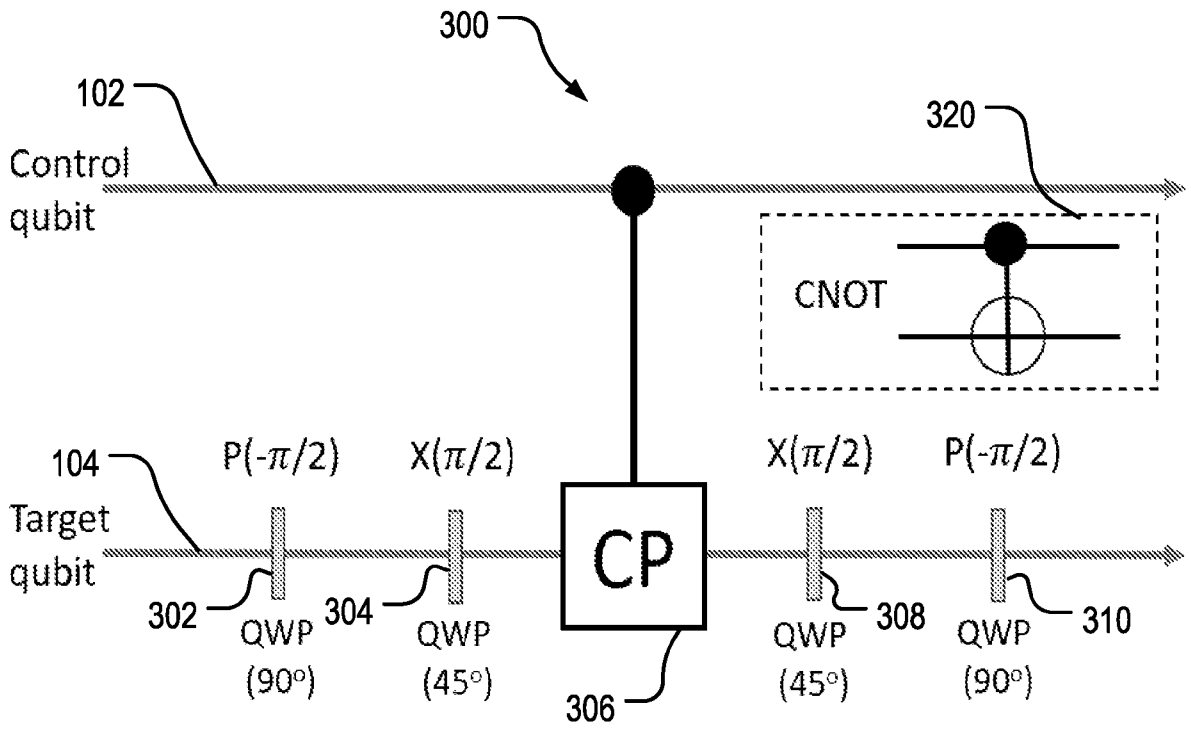 300
102
320
Control
qubit
CNOT
P(-π/2) X(π/2) X(π/2) P(-π/2)
104
Target
qubit
CP
302 304 308 310
QWP QWP QWP QWP
(90°) (45°) (45°) (90°)
306